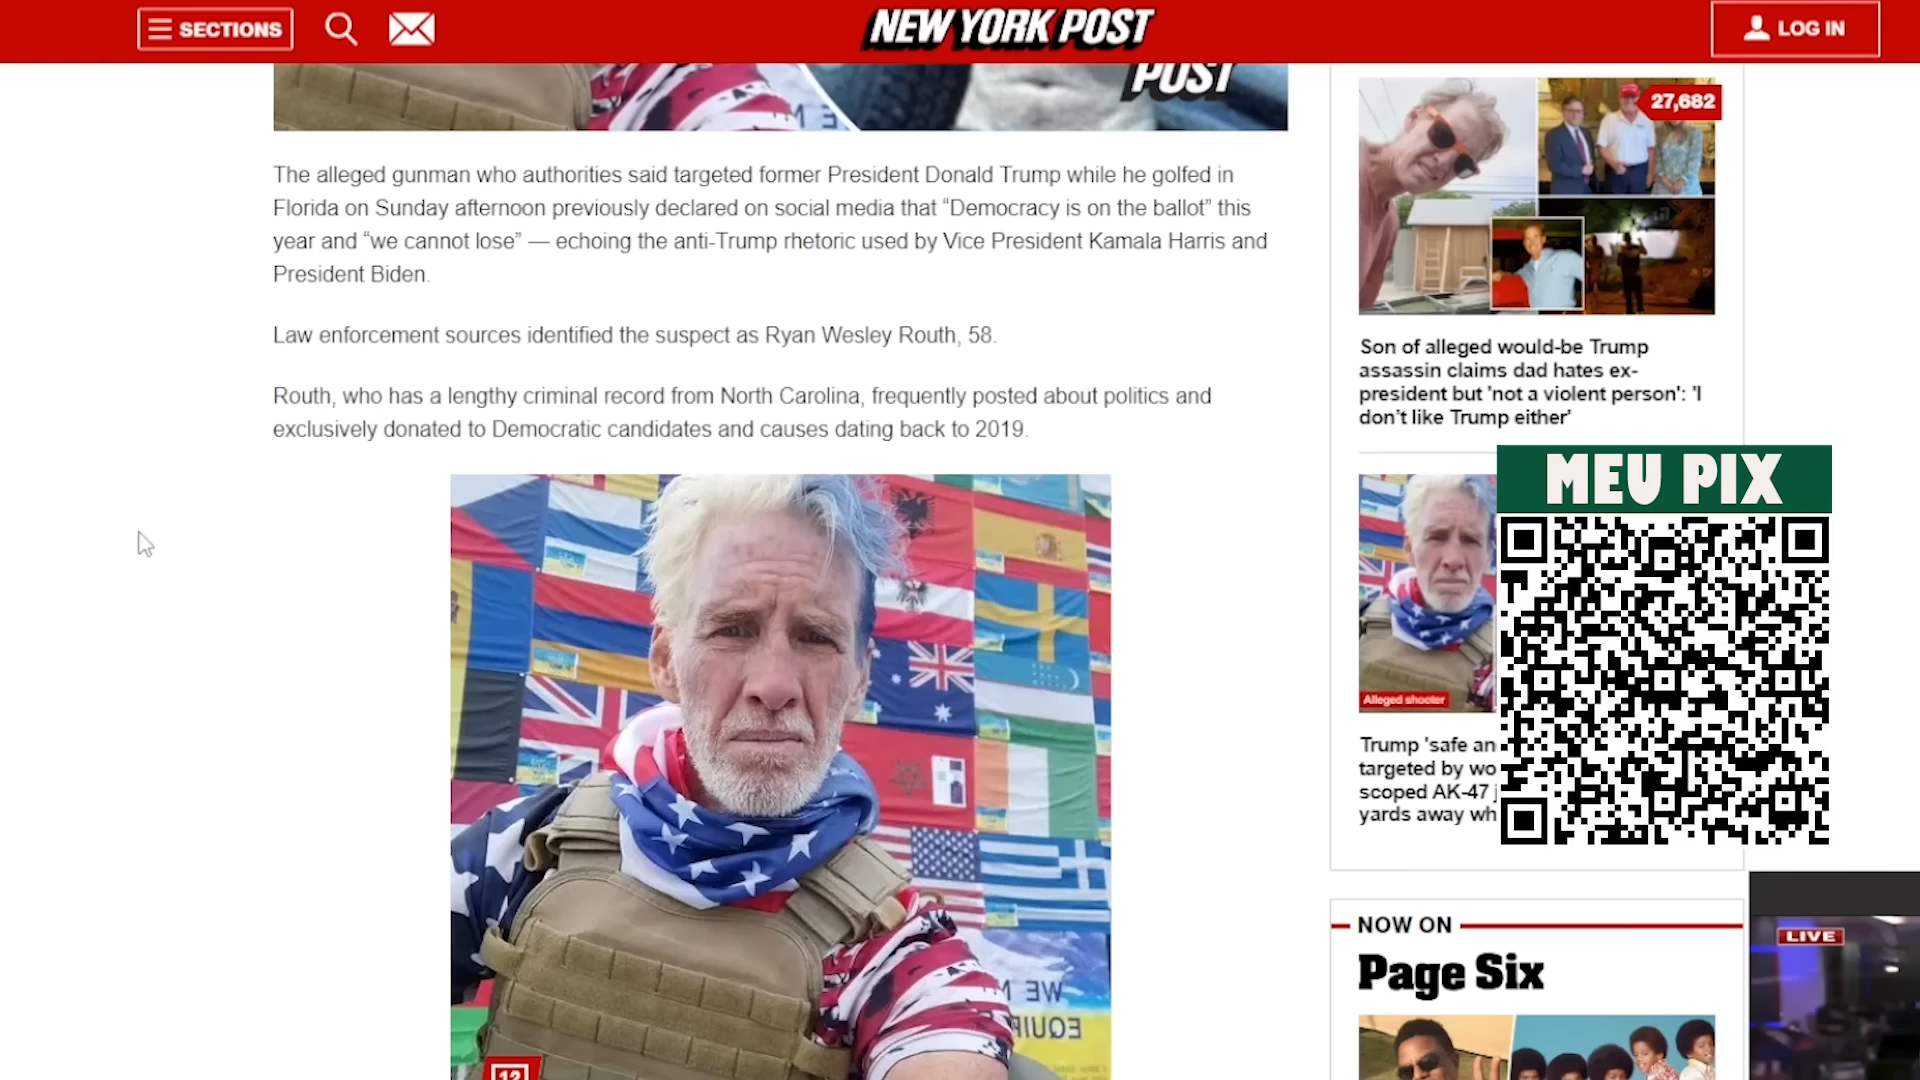 SECTIONS
NEW YORK POST
LOG IN
POST
The alleged gunman who authorities said targeted former President Donald Trump while he golfed in
Florida on Sunday afternoon previously declared on social media that “Democracy is on the ballot” this
year and “we cannot lose” — echoing the anti-Trump rhetoric used by Vice President Kamala Harris and
President Biden.
Law enforcement sources identified the suspect as Ryan Wesley Routh, 58.
Routh, who has a lengthy criminal record from North Carolina, frequently posted about politics and
exclusively donated to Democratic candidates and causes dating back to 2019.
12
27,682
Son of alleged would-be Trump
assassin claims dad hates ex-
president but 'not a violent person': 'I
don't like Trump either'
MEU PIX
Alleged shooter
Trump 'safe an
targeted by wo
scoped AK-47
yards away wh
NOW ON
Page Six
LIVE